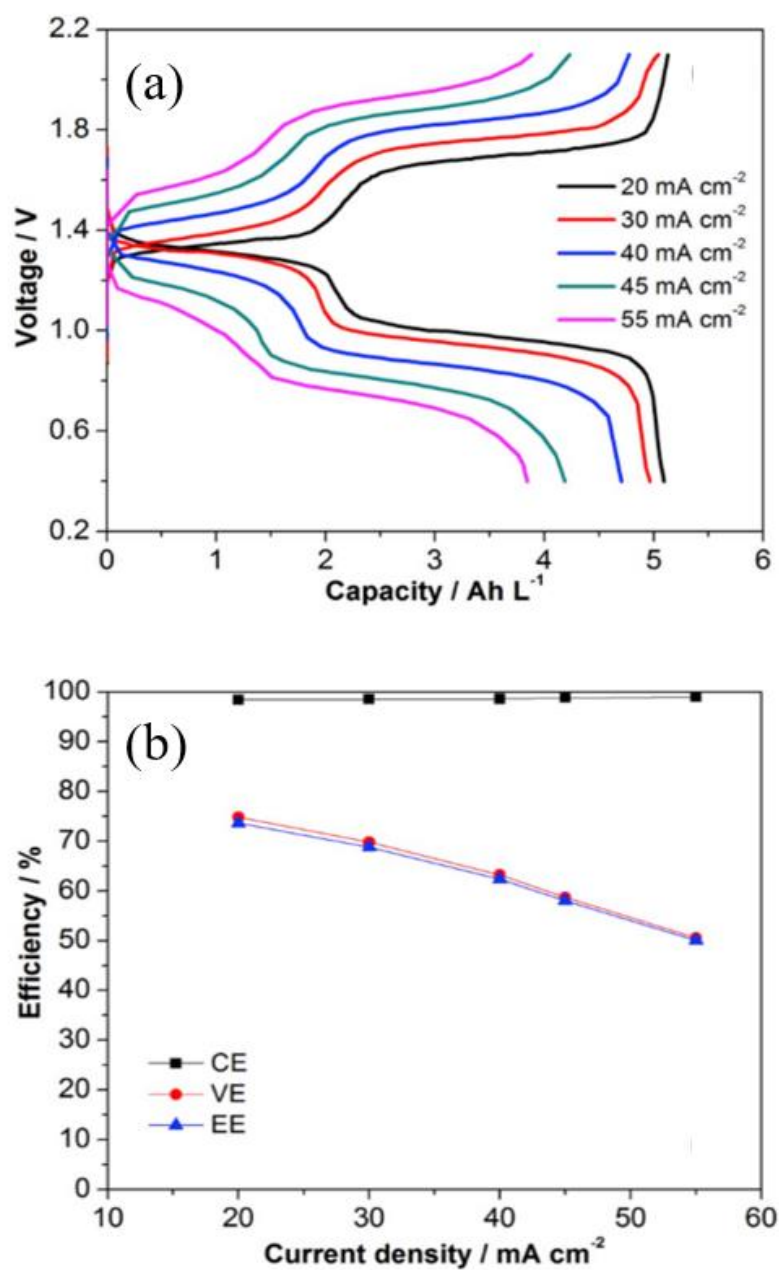 (a)
2.2
1.8
1.4
1.0
0.6
0.2
Voltage / V
20 mA cm⁻²
30 mA cm⁻²
40 mA cm⁻²
45 mA cm⁻²
55 mA cm⁻²
0 1 2 3 4 5 6
Capacity / Ah L⁻¹
(b)
100
90
80
70
60
50
40
30
20
10
0
Efficiency / %
CE
VE
EE
10 20 30 40 50 60
Current density / mA cm⁻²